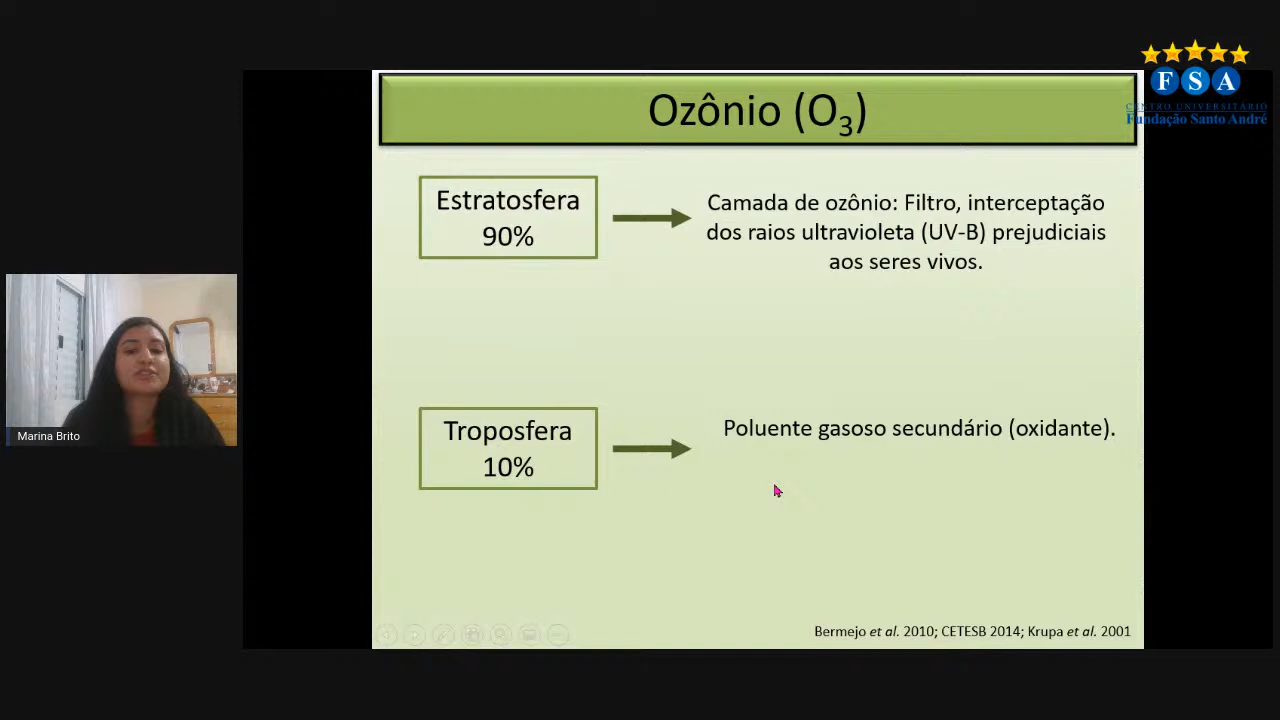 F S A
CENTRO UNIVERSITÁRIO
Fundação Santo André
Ozônio (O3)
Estratosfera
90%
Camada de ozônio: Filtro, interceptação
dos raios ultravioleta (UV-B) prejudiciais
aos seres vivos.
Troposfera
10%
Poluente gasoso secundário (oxidante).
Marina Brito
Bermejo et al. 2010; CETESB 2014; Krupa et al. 2001